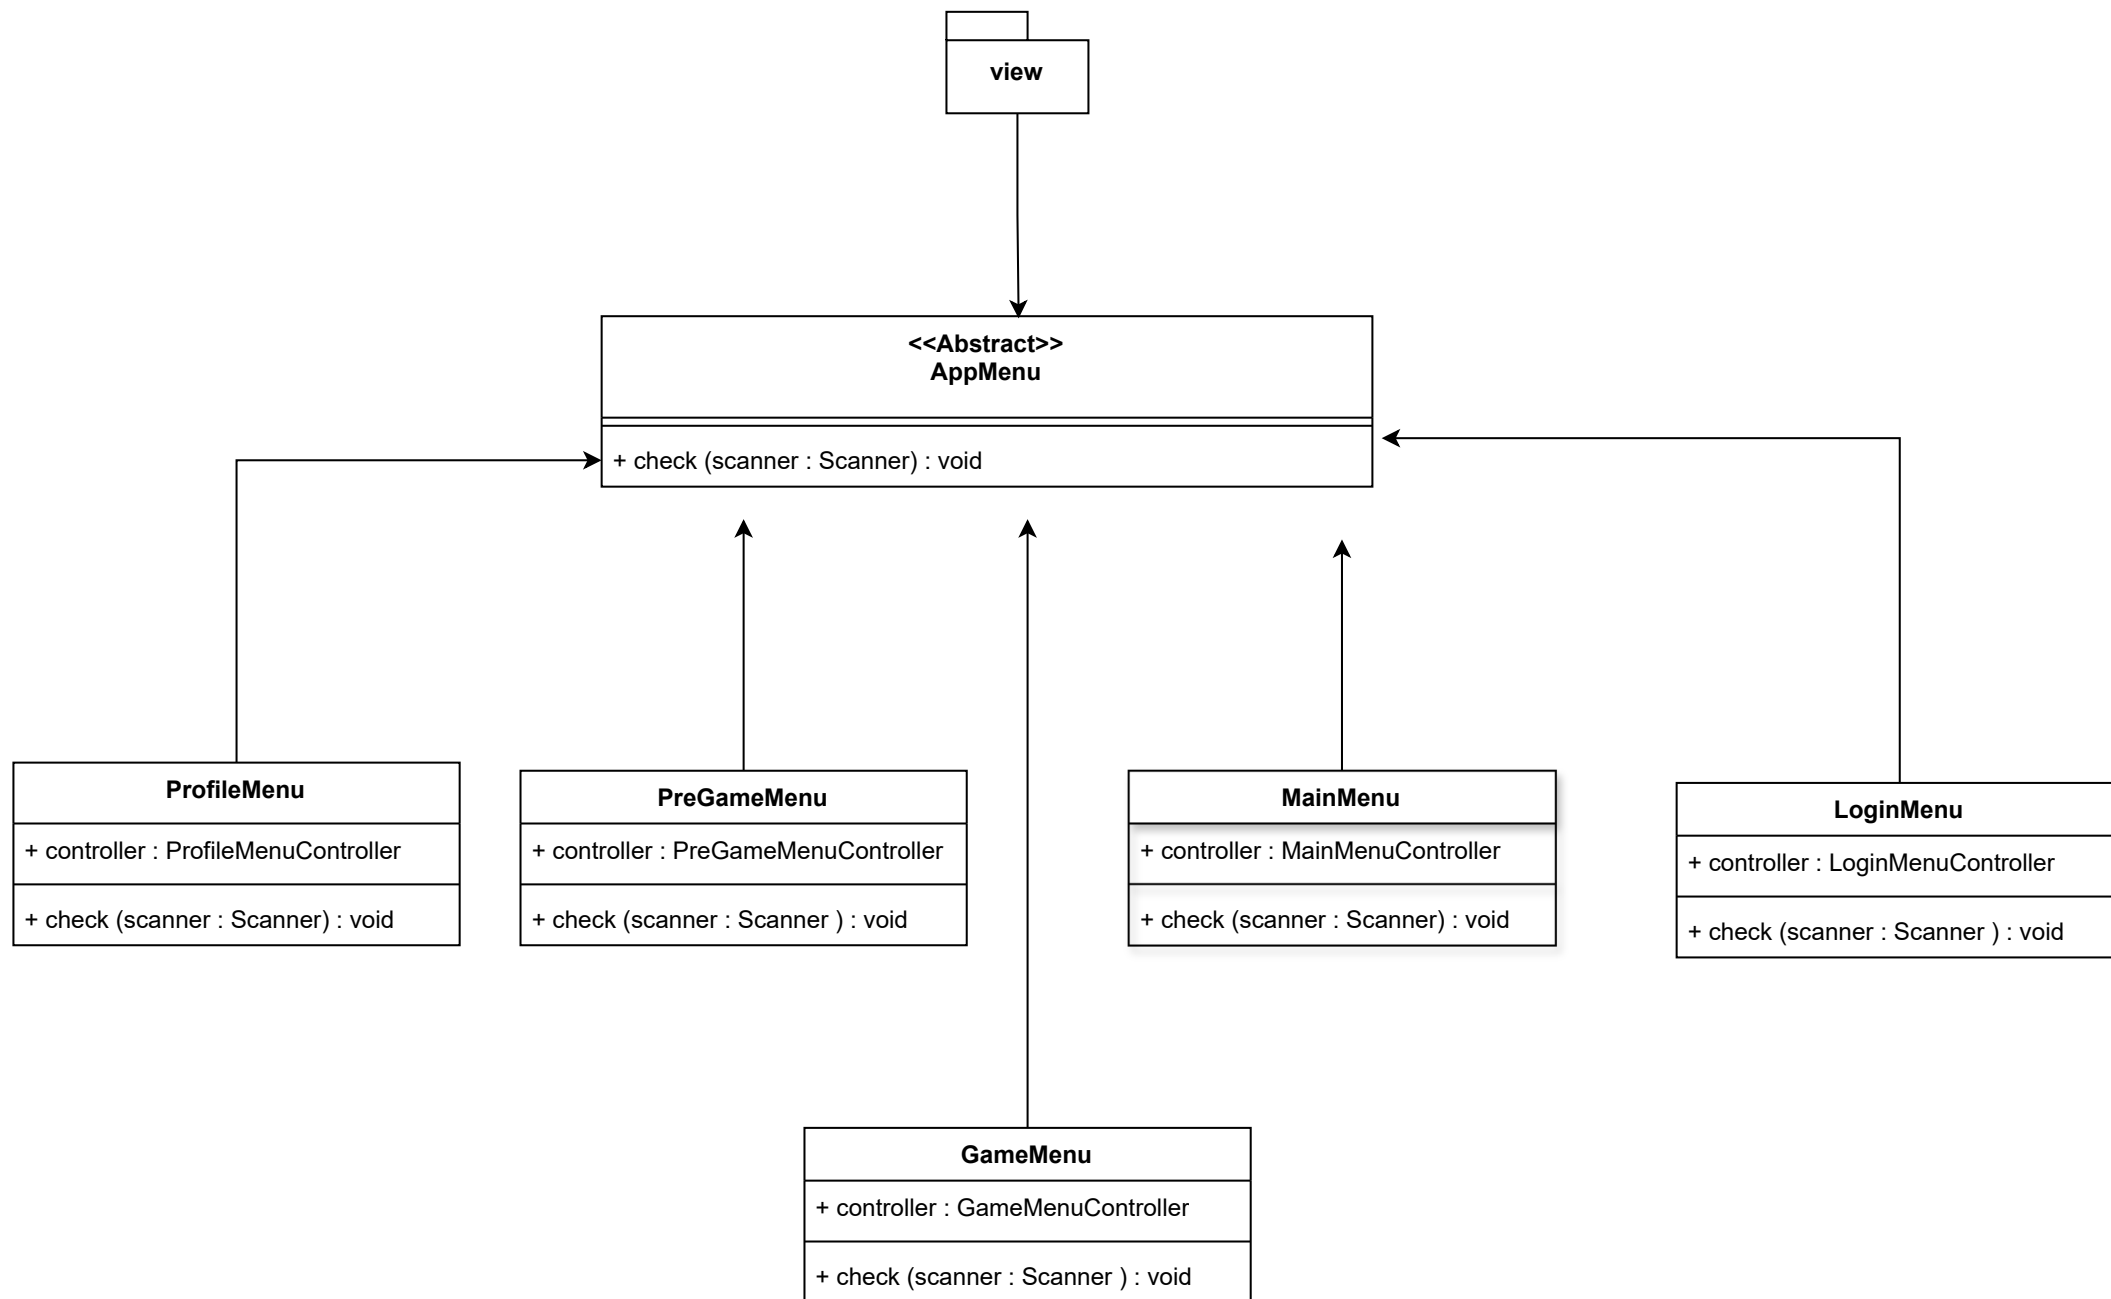 view
<<Abstract>>
AppMenu
+ check (scanner : Scanner) : void
ProfileMenu
+ controller : ProfileMenuController
+ check (scanner : Scanner) : void
PreGameMenu
+ controller : PreGameMenuController
+ check (scanner : Scanner ) : void
MainMenu
+ controller : MainMenuController
+ check (scanner : Scanner) : void
LoginMenu
+ controller : LoginMenuController
+ check (scanner : Scanner ) : void
GameMenu
+ controller : GameMenuController
+ check (scanner : Scanner ) : void